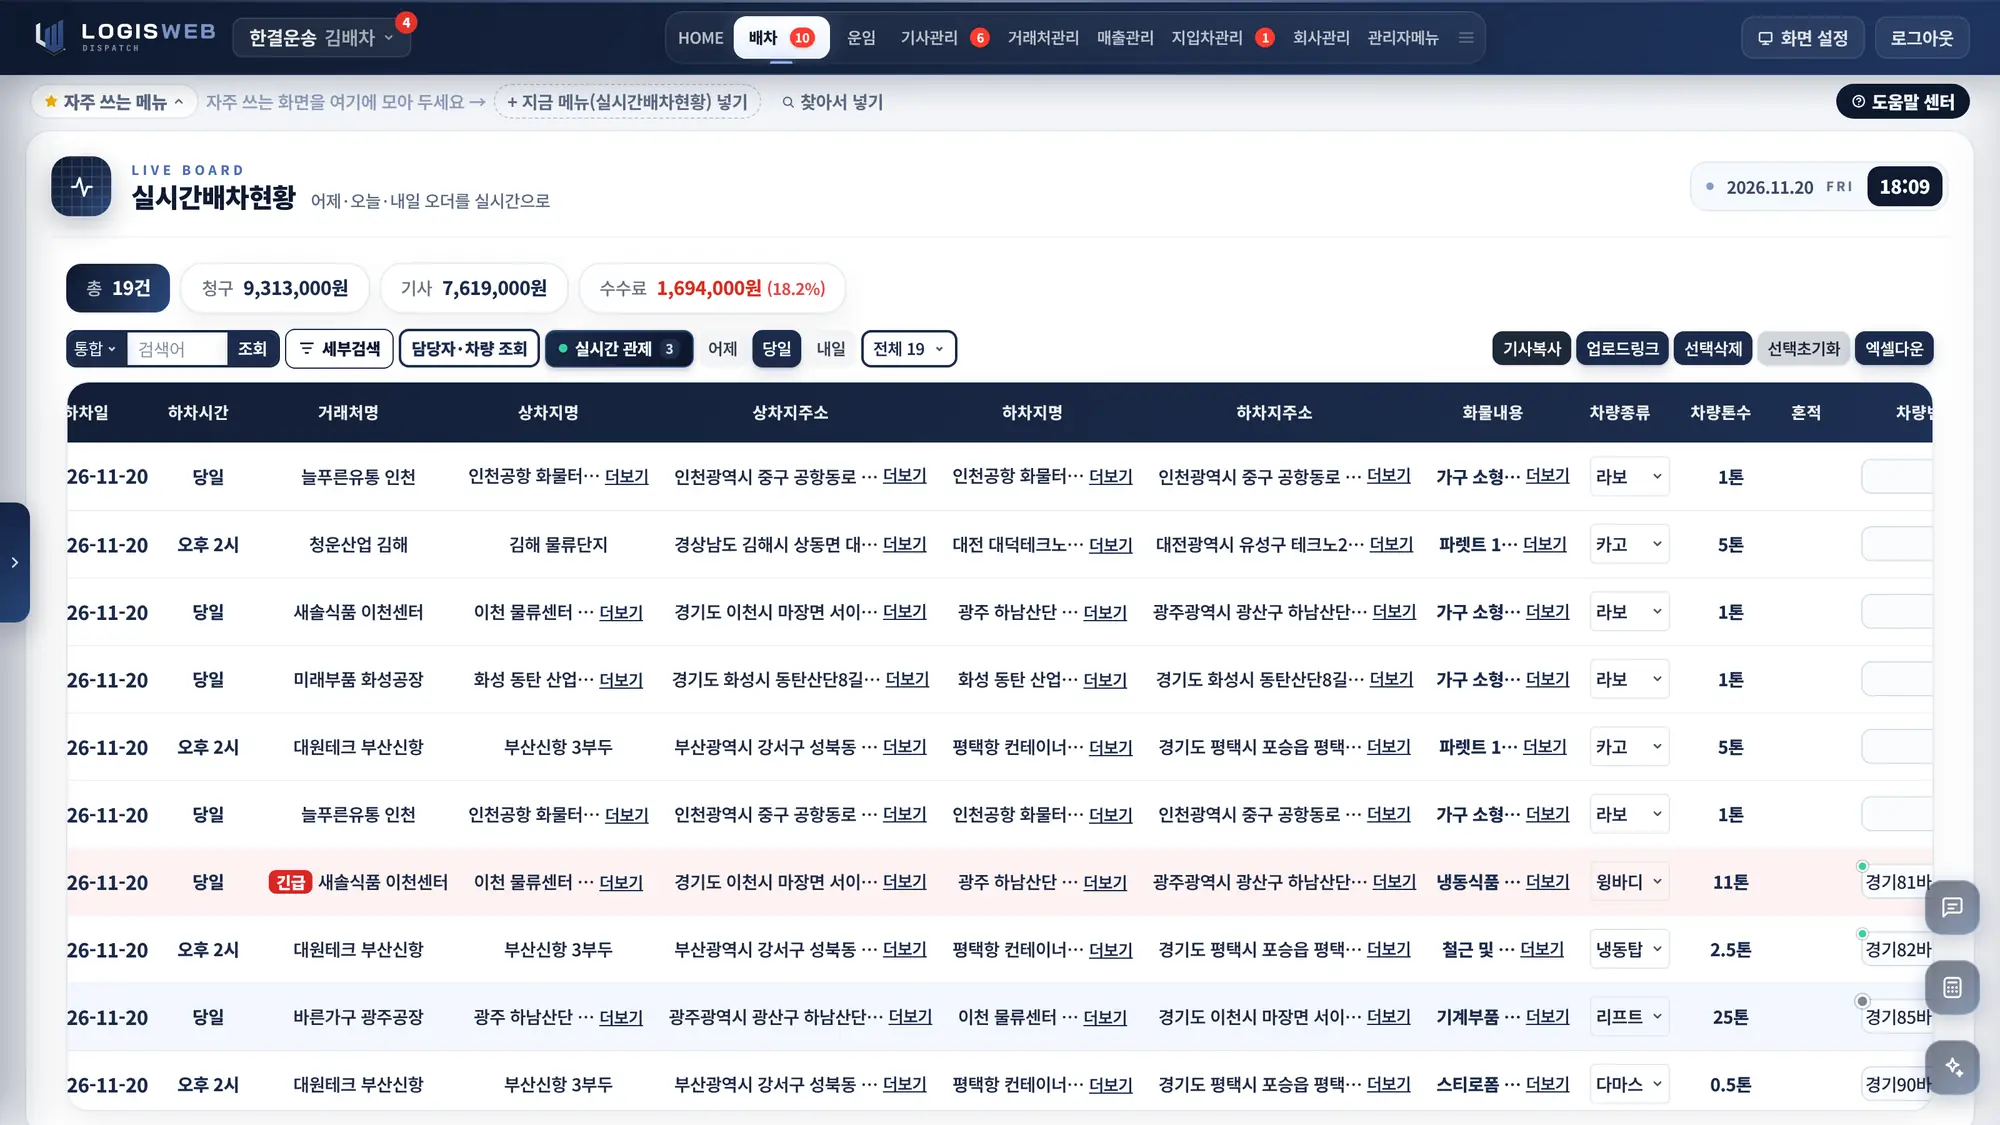 LOGISWEB
DISPATCH
한결운송 김배차 4
HOME 배차 10 운임 기사관리 6 거래처관리 매출관리 지입차관리 1 회사관리 관리자메뉴
화면 설정 로그아웃
자주 쓰는 메뉴 자주 쓰는 화면을 여기에 모아 두세요 → + 지금 메뉴(실시간배차현황) 넣기 찾아서 넣기 도움말 센터
LIVE BOARD
실시간배차현황 어제·오늘·내일 오더를 실시간으로
2026.11.20 FRI 18:09
총 19건 청구 9,313,000원 기사 7,619,000원 수수료 1,694,000원 (18.2%)
통합 검색어 조회 세부검색 담당자·차량 조회 실시간 관제 3 어제 당일 내일 전체 19 기사복사 업로드링크 선택삭제 선택초기화 엑셀다운
하차일 하차시간 거래처명 상차지명 상차지주소 하차지명 하차지주소 화물내용 차량종류 차량톤수 혼적
26-11-20 당일 늘푸른유통 인천 인천공항 화물터··· 더보기 인천광역시 중구 공항동로 ··· 더보기 인천공항 화물터··· 더보기 인천광역시 중구 공항동로 ··· 더보기 가구 소형··· 더보기 라보 1톤
26-11-20 오후 2시 청운산업 김해 김해 물류단지 경상남도 김해시 상동면 대··· 더보기 대전 대덕테크노··· 더보기 대전광역시 유성구 테크노2··· 더보기 파렛트 1··· 더보기 카고 5톤
26-11-20 당일 새솔식품 이천센터 이천 물류센터 ··· 더보기 경기도 이천시 마장면 서이··· 더보기 광주 하남산단 ··· 더보기 광주광역시 광산구 하남산단··· 더보기 가구 소형··· 더보기 라보 1톤
26-11-20 당일 미래부품 화성공장 화성 동탄 산업··· 더보기 경기도 화성시 동탄산단8길··· 더보기 화성 동탄 산업··· 더보기 경기도 화성시 동탄산단8길··· 더보기 가구 소형··· 더보기 라보 1톤
26-11-20 오후 2시 대원테크 부산신항 부산신항 3부두 부산광역시 강서구 성북동 ··· 더보기 평택항 컨테이너··· 더보기 경기도 평택시 포승읍 평택··· 더보기 파렛트 1··· 더보기 카고 5톤
26-11-20 당일 늘푸른유통 인천 인천공항 화물터··· 더보기 인천광역시 중구 공항동로 ··· 더보기 인천공항 화물터··· 더보기 인천광역시 중구 공항동로 ··· 더보기 가구 소형··· 더보기 라보 1톤
26-11-20 당일 긴급 새솔식품 이천센터 이천 물류센터 ··· 더보기 경기도 이천시 마장면 서이··· 더보기 광주 하남산단 ··· 더보기 광주광역시 광산구 하남산단··· 더보기 냉동식품 ··· 더보기 윙바디 11톤 경기81바
26-11-20 오후 2시 대원테크 부산신항 부산신항 3부두 부산광역시 강서구 성북동 ··· 더보기 평택항 컨테이너··· 더보기 경기도 평택시 포승읍 평택··· 더보기 철근 및 ··· 더보기 냉동탑 2.5톤 경기82바
26-11-20 당일 바른가구 광주공장 광주 하남산단 ··· 더보기 광주광역시 광산구 하남산단··· 더보기 이천 물류센터 ··· 더보기 경기도 이천시 마장면 서이··· 더보기 기계부품 ··· 더보기 리프트 25톤 경기85바
26-11-20 오후 2시 대원테크 부산신항 부산신항 3부두 부산광역시 강서구 성북동 ··· 더보기 평택항 컨테이너··· 더보기 경기도 평택시 포승읍 평택··· 더보기 스티로폼 ··· 더보기 다마스 0.5톤 경기90바